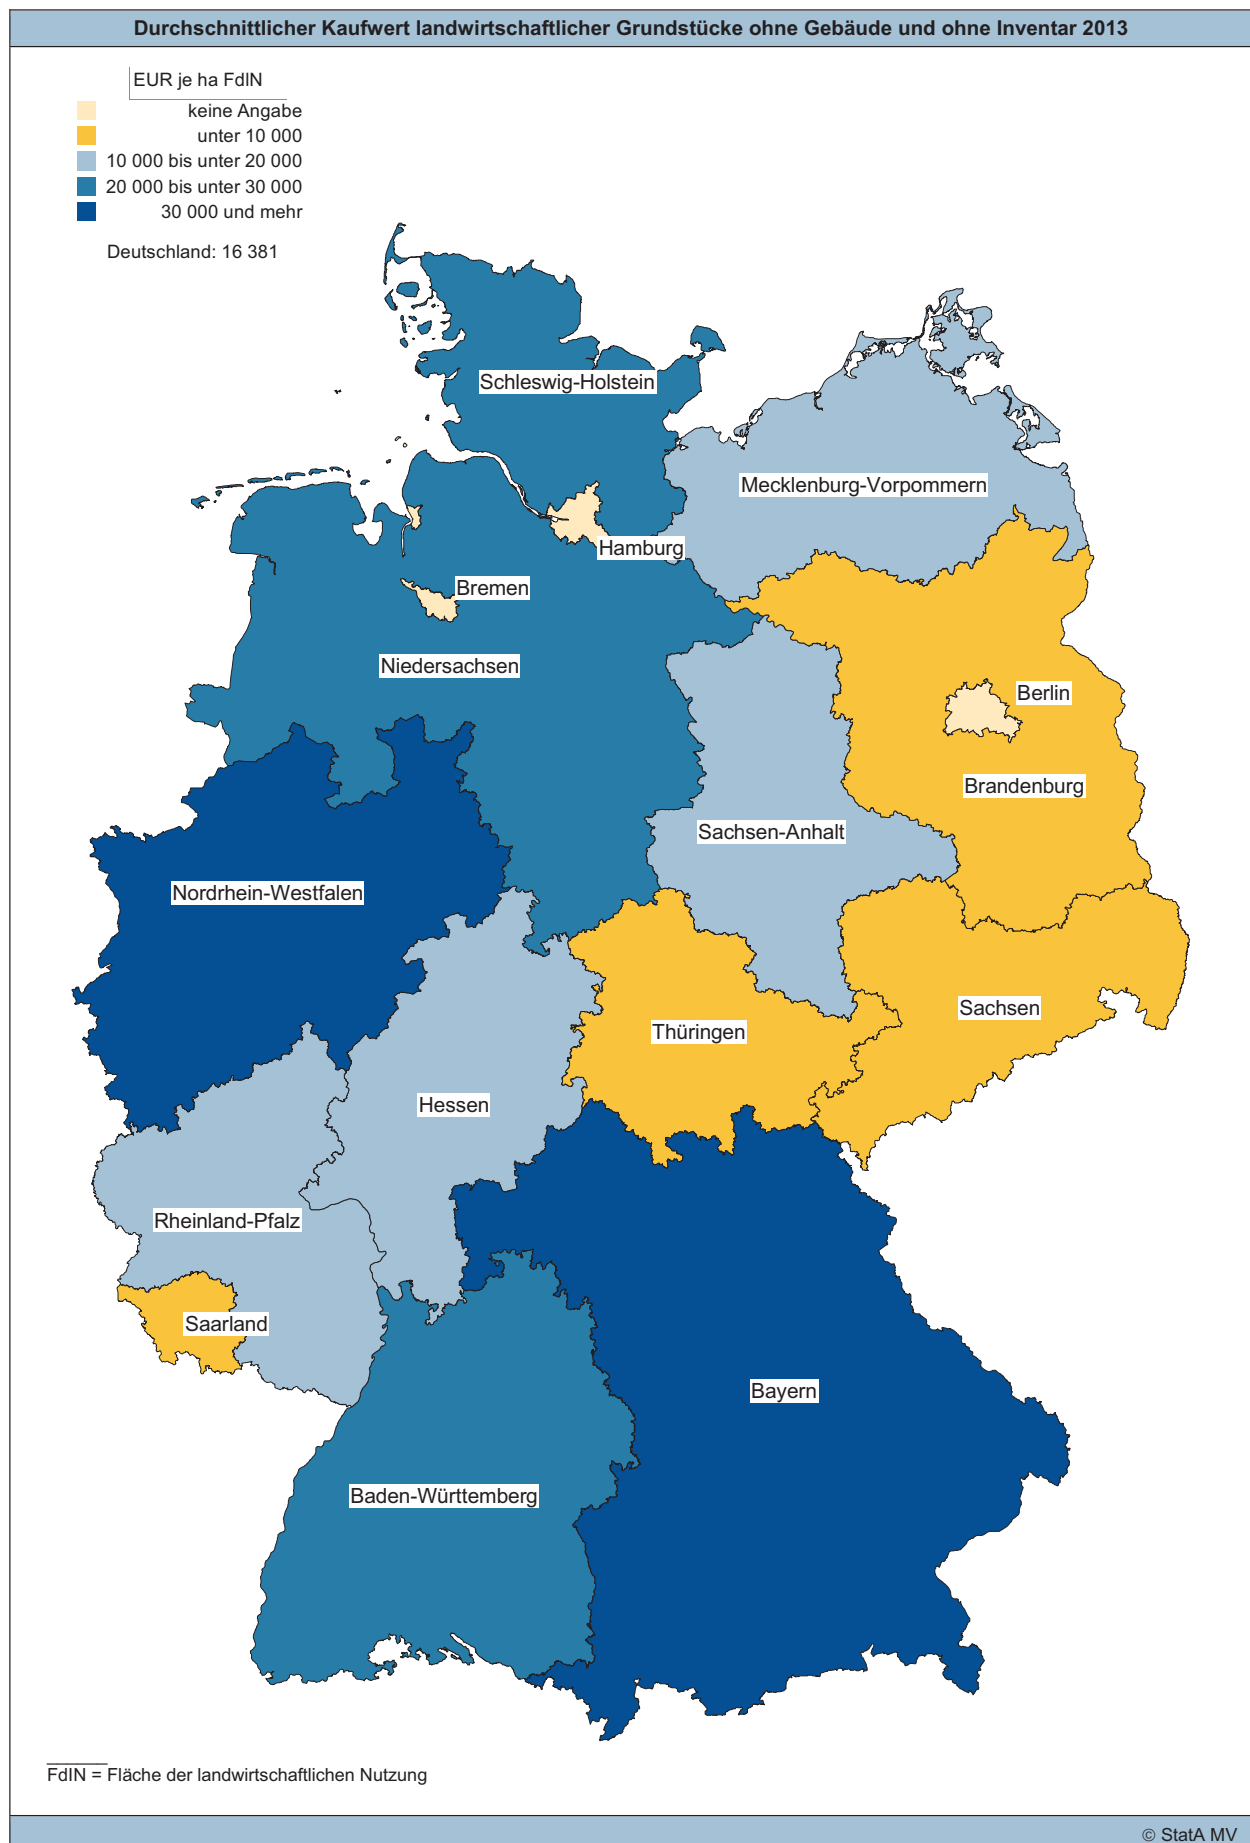 Durchschnittlicher Kaufwert landwirtschaftlicher Grundstücke ohne Gebäude und ohne Inventar 2013
EUR je ha FdlN
keine Angabe
unter 10 000
10 000 bis unter 20 000
20 000 bis unter 30 000
30 000 und mehr
Deutschland: 16 381
Schleswig-Holstein
Mecklenburg-Vorpommern
Hamburg
Bremen
Niedersachsen
Berlin
Brandenburg
Sachsen-Anhalt
Nordrhein-Westfalen
Sachsen
Thüringen
Hessen
Rheinland-Pfalz
Saarland
Bayern
Baden-Württemberg
FdlN = Fläche der landwirtschaftlichen Nutzung
© StatA MV